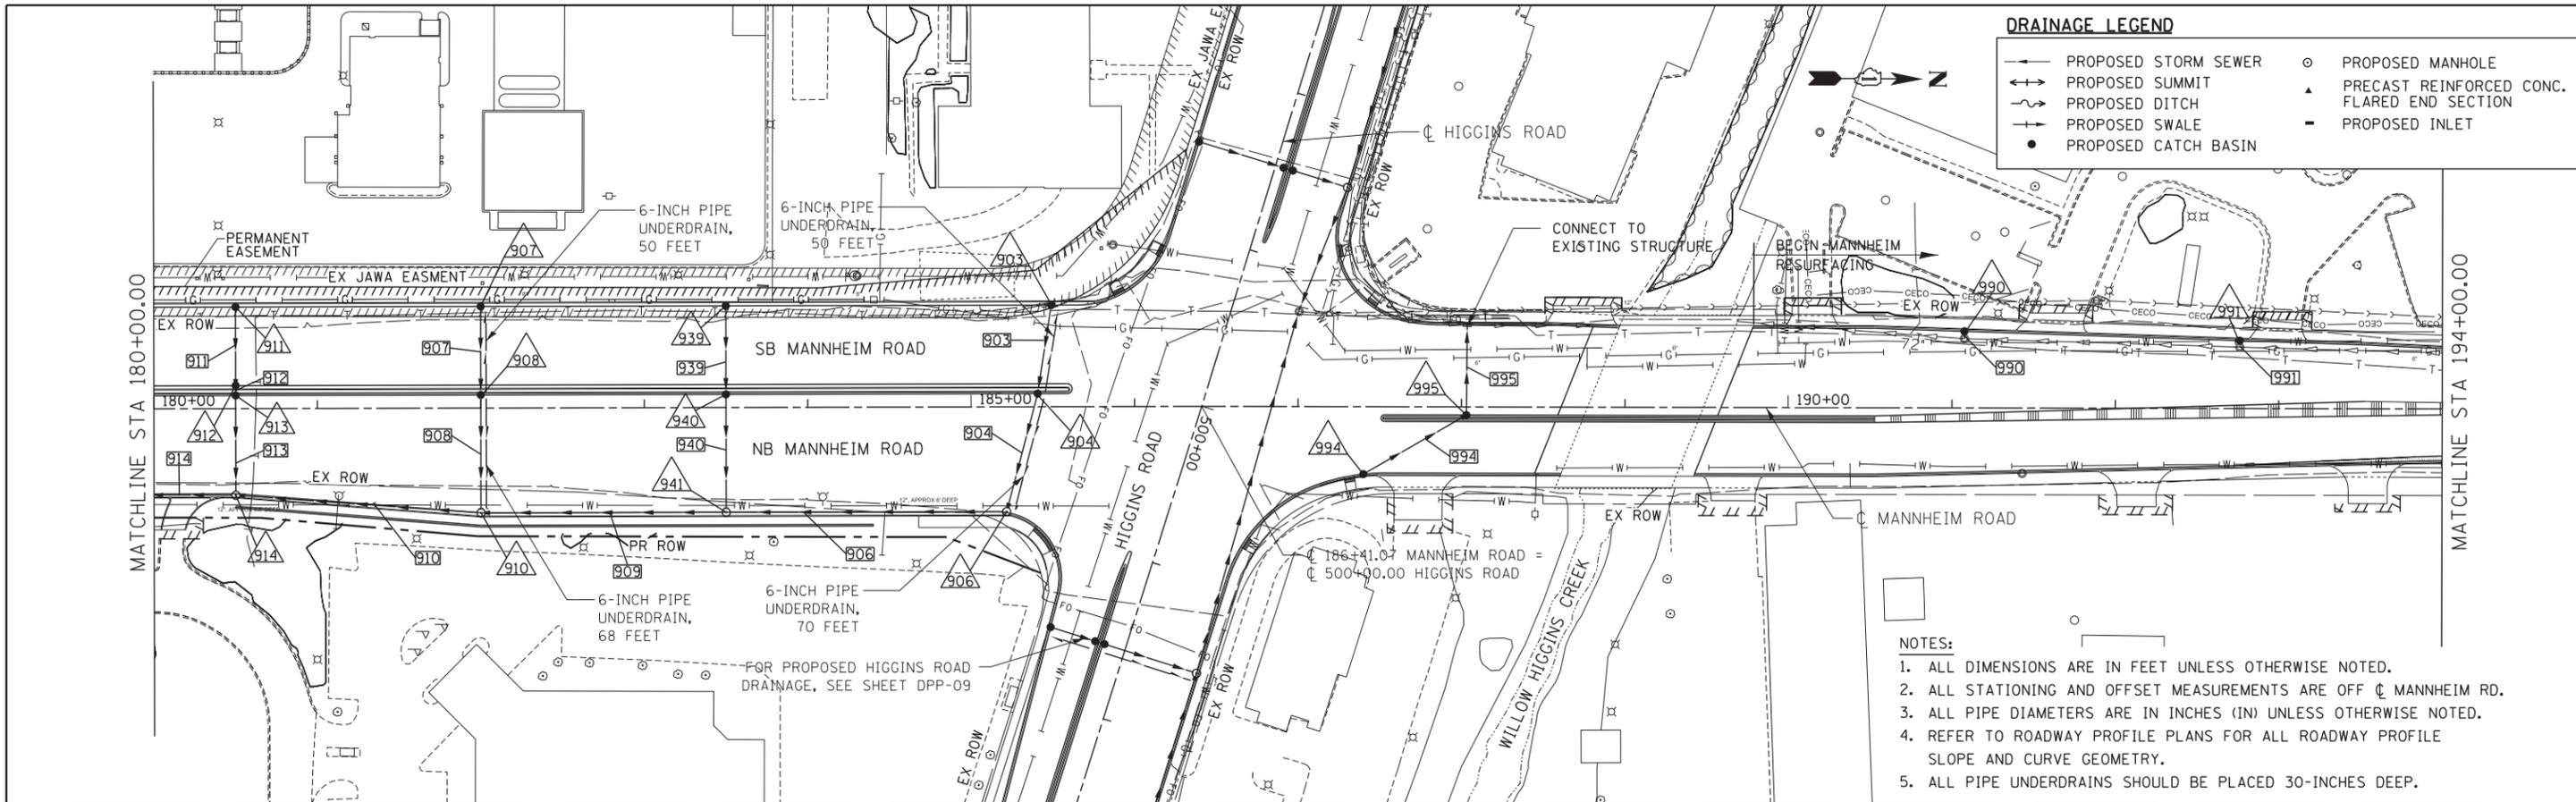 DRAINAGE LEGEND
PROPOSED STORM SEWER
PROPOSED SUMMIT
PROPOSED DITCH
PROPOSED SWALE
PROPOSED CATCH BASIN
PROPOSED MANHOLE
PRECAST REINFORCED CONC.
FLARED END SECTION
PROPOSED INLET
N
EX JAWA E
EX ROW
℄ HIGGINS ROAD
EX ROW
6-INCH PIPE
UNDERDRAIN,
50 FEET
6-INCH PIPE
UNDERDRAIN,
50 FEET
CONNECT TO
EXISTING STRUCTURE
BEGIN MANNHEIM
RESURFACING
PERMANENT
EASEMENT
EX JAWA EASMENT
907
903
990
991
EX ROW
EX ROW
MATCHLINE STA 180+00.00
MATCHLINE STA 194+00.00
911
911
907
908
939
939
903
SB MANNHEIM ROAD
912
995
995
990
991
72"
180+00
185+00
190+00
912
913
913
908
940
940
904
904
NB MANNHEIM ROAD
HIGGINS ROAD
500+00
994
994
914
EX ROW
941
12", APPROX 6' DEEP
EX ROW
℄ MANNHEIM ROAD
914
910
910
909
PR ROW
906
906
℄ 186+41.07 MANNHEIM ROAD =
℄ 500+00.00 HIGGINS ROAD
6-INCH PIPE
UNDERDRAIN,
68 FEET
6-INCH PIPE
UNDERDRAIN,
70 FEET
FOR PROPOSED HIGGINS ROAD
DRAINAGE, SEE SHEET DPP-09
EX ROW
EX ROW
WILLOW HIGGINS CREEK
NOTES:
1. ALL DIMENSIONS ARE IN FEET UNLESS OTHERWISE NOTED.
2. ALL STATIONING AND OFFSET MEASUREMENTS ARE OFF ℄ MANNHEIM RD.
3. ALL PIPE DIAMETERS ARE IN INCHES (IN) UNLESS OTHERWISE NOTED.
4. REFER TO ROADWAY PROFILE PLANS FOR ALL ROADWAY PROFILE
SLOPE AND CURVE GEOMETRY.
5. ALL PIPE UNDERDRAINS SHOULD BE PLACED 30-INCHES DEEP.